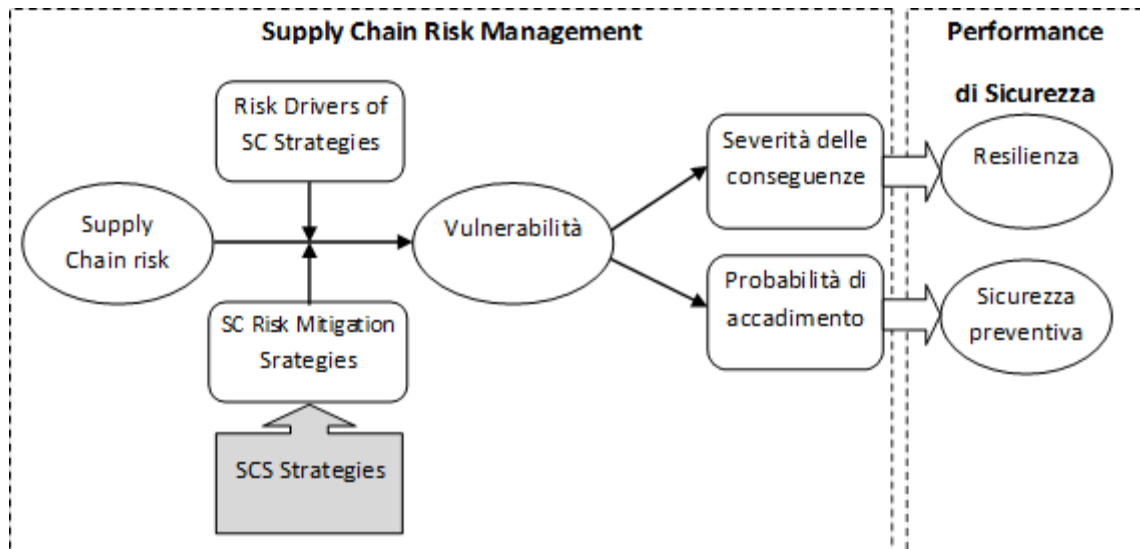 Supply Chain Risk Management
Performance
di Sicurezza
Risk Drivers of
SC Strategies
Supply
Chain risk
SC Risk Mitigation
Srategies
SCS Strategies
Vulnerabilità
Severità delle
conseguenze
Probabilità di
accadimento
Resilienza
Sicurezza
preventiva